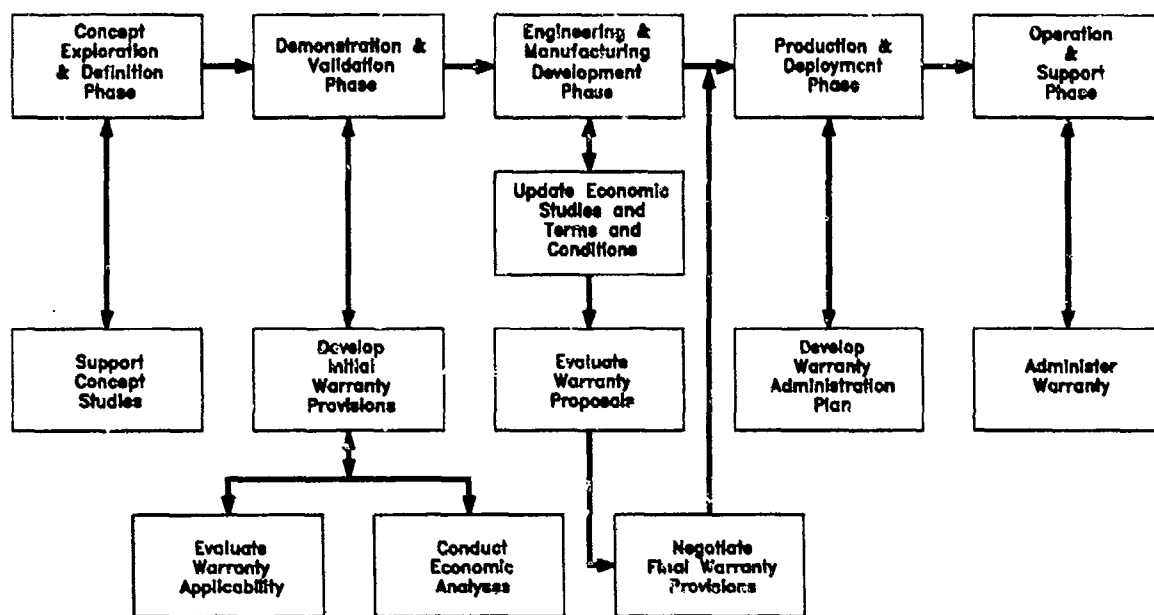 Concept
Exploration
& Definition
Phase
Demonstration &
Validation
Phase
Engineering &
Manufacturing
Development
Phase
Production &
Deployment
Phase
Operation
&
Support
Phase
Update Economic
Studies and
Terms and
Conditions
Support
Concept
Studies
Develop
Initial
Warranty
Provisions
Evaluate
Warranty
Proposals
Develop
Warranty
Administration
Plan
Administer
Warranty
Evaluate
Warranty
Applicability
Conduct
Economic
Analyses
Negotiate
Final Warranty
Provisions